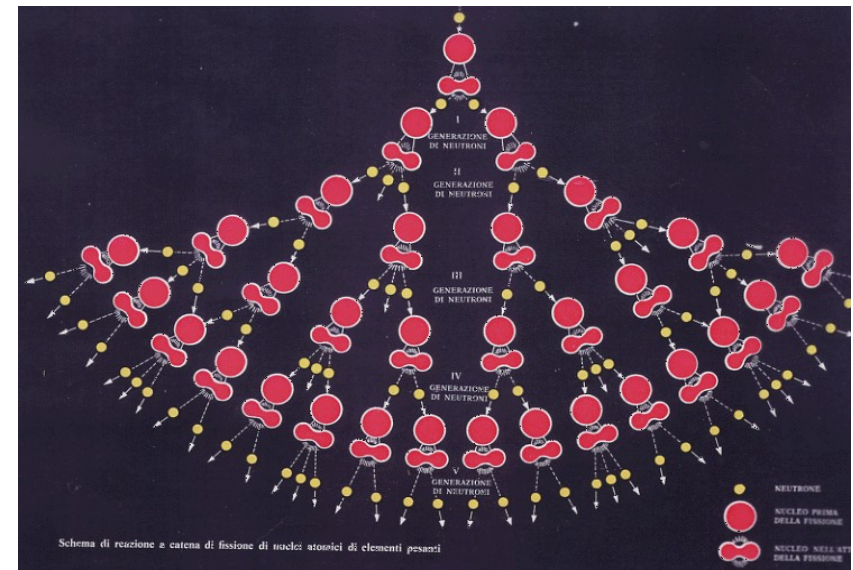 I
GENERAZIONE
DI NEUTRONI
II
GENERAZIONE
DI NEUTRONI
III
GENERAZIONE
DI NEUTRONI
IV
GENERAZIONE
DI NEUTRONI
V
GENERAZIONE
DI NEUTRONI
NEUTRONE
NUCLEO PRIMA
DELLA FISSIONE
NUCLEO NELL'ATT
DELLA FISSIONE
Schema di reazione a catena di fissione di nuclei atomici di elementi pesanti